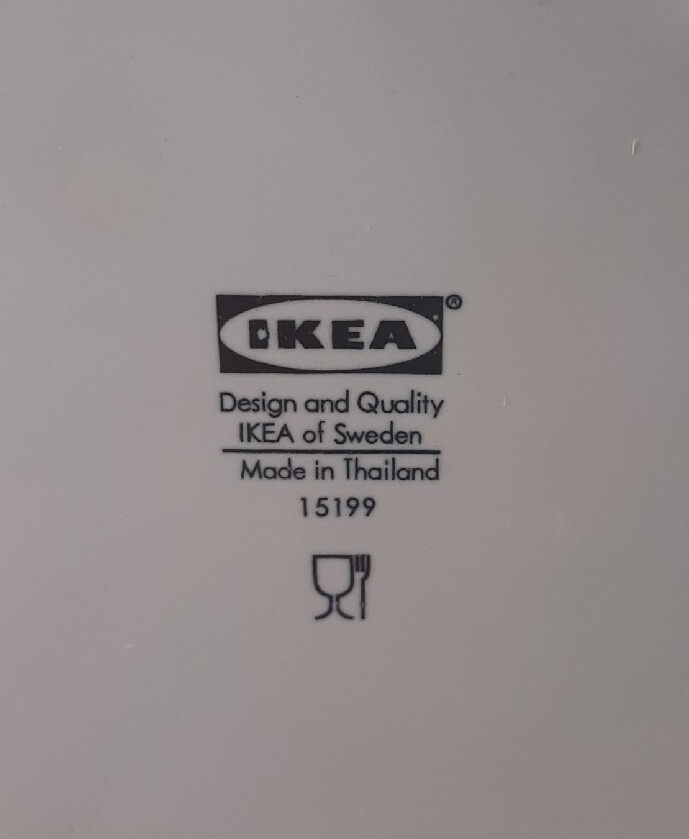 IKEA®
Design and Quality
IKEA of Sweden
Made in Thailand
15199